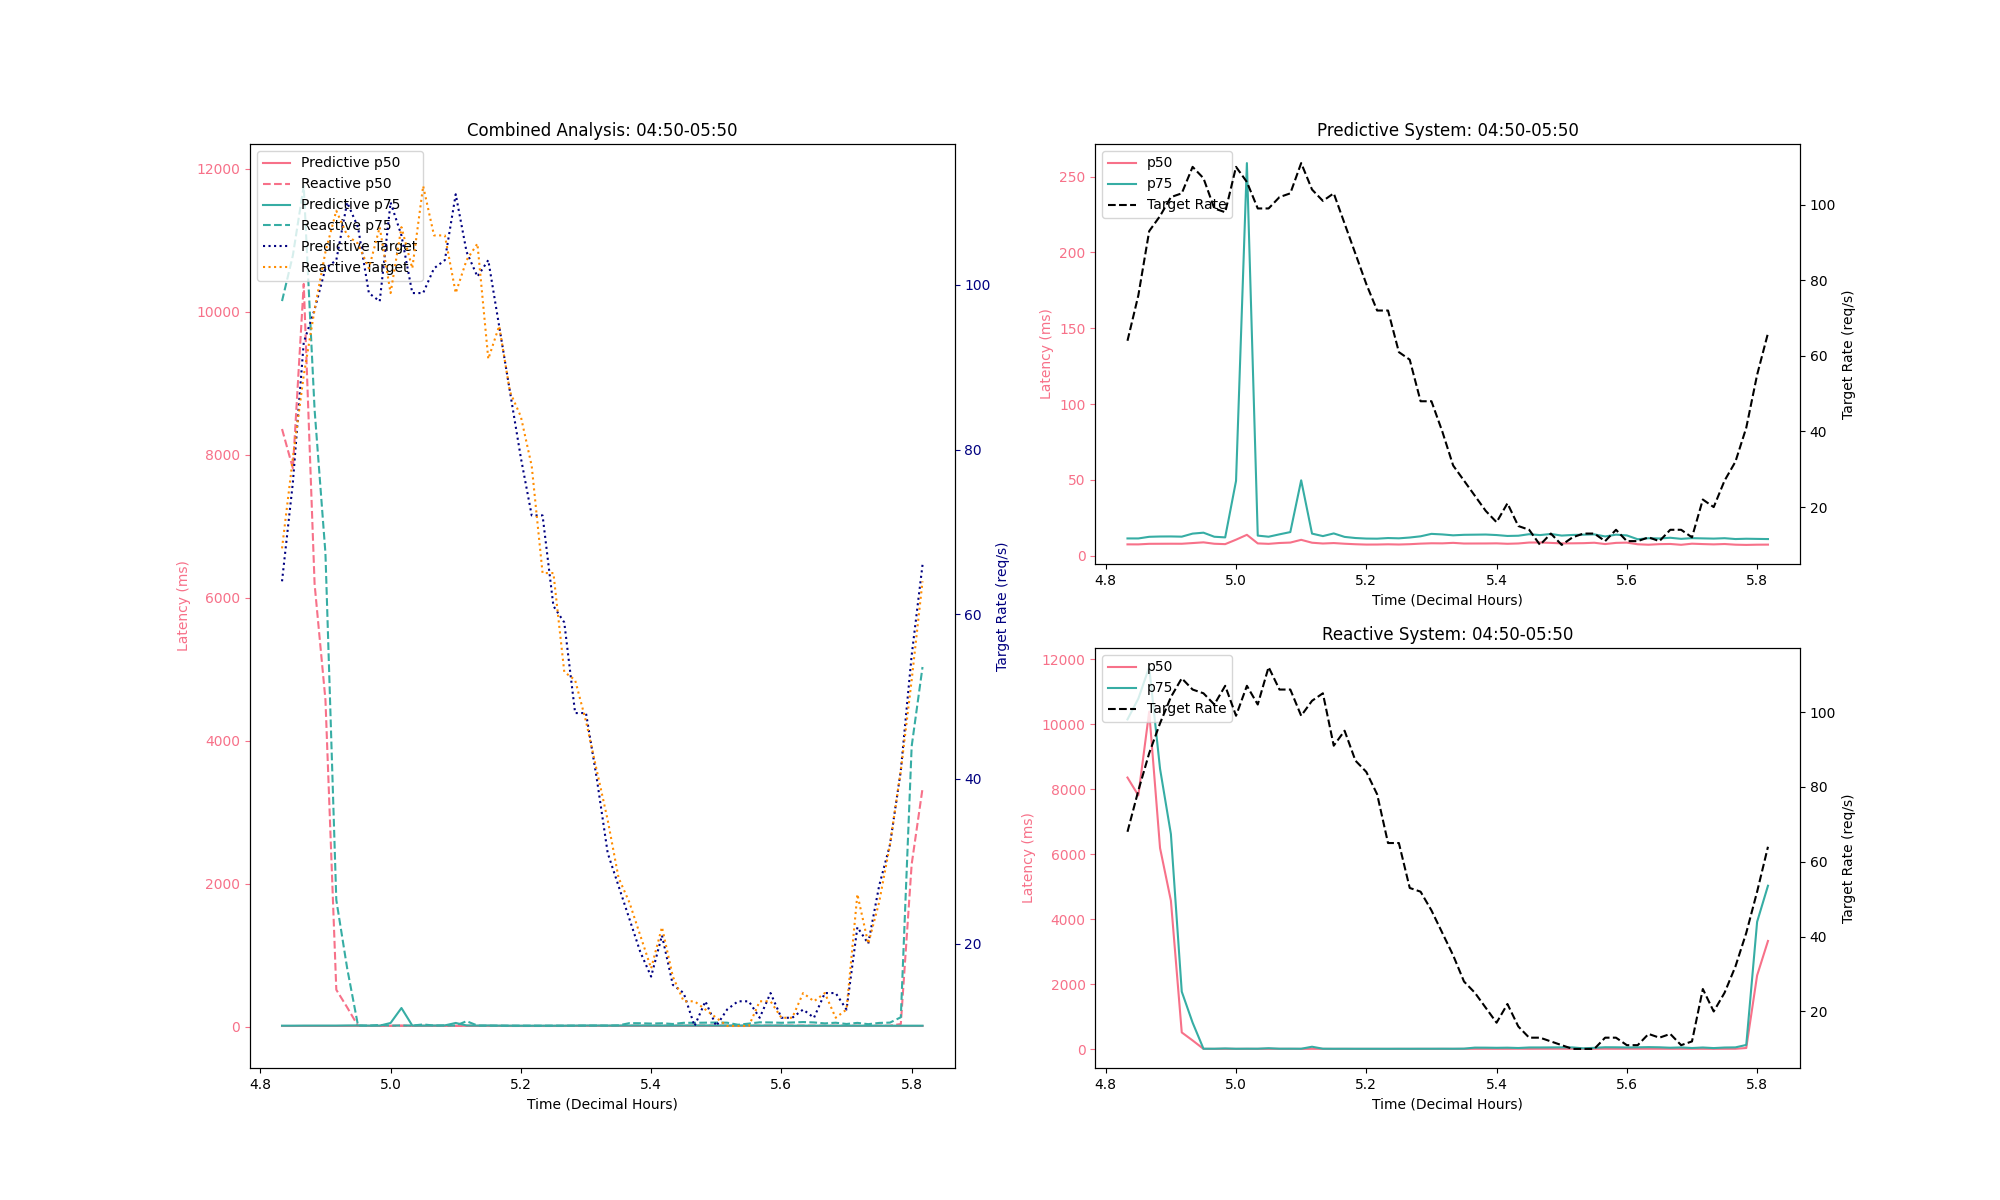 Combined Analysis: 04:50-05:50
Predictive p50
Reactive p50
Predictive p75
Reactive p75
Predictive Target
Reactive Target
12000
10000
8000
6000
4000
2000
0
Latency (ms)
100
80
60
40
20
Target Rate (req/s)
4.8 5.0 5.2 5.4 5.6 5.8
Time (Decimal Hours)
Predictive System: 04:50-05:50
p50
p75
Target Rate
250
200
150
100
50
0
Latency (ms)
100
80
60
40
20
Target Rate (req/s)
4.8 5.0 5.2 5.4 5.6 5.8
Time (Decimal Hours)
Reactive System: 04:50-05:50
p50
p75
Target Rate
12000
10000
8000
6000
4000
2000
0
Latency (ms)
100
80
60
40
20
Target Rate (req/s)
4.8 5.0 5.2 5.4 5.6 5.8
Time (Decimal Hours)